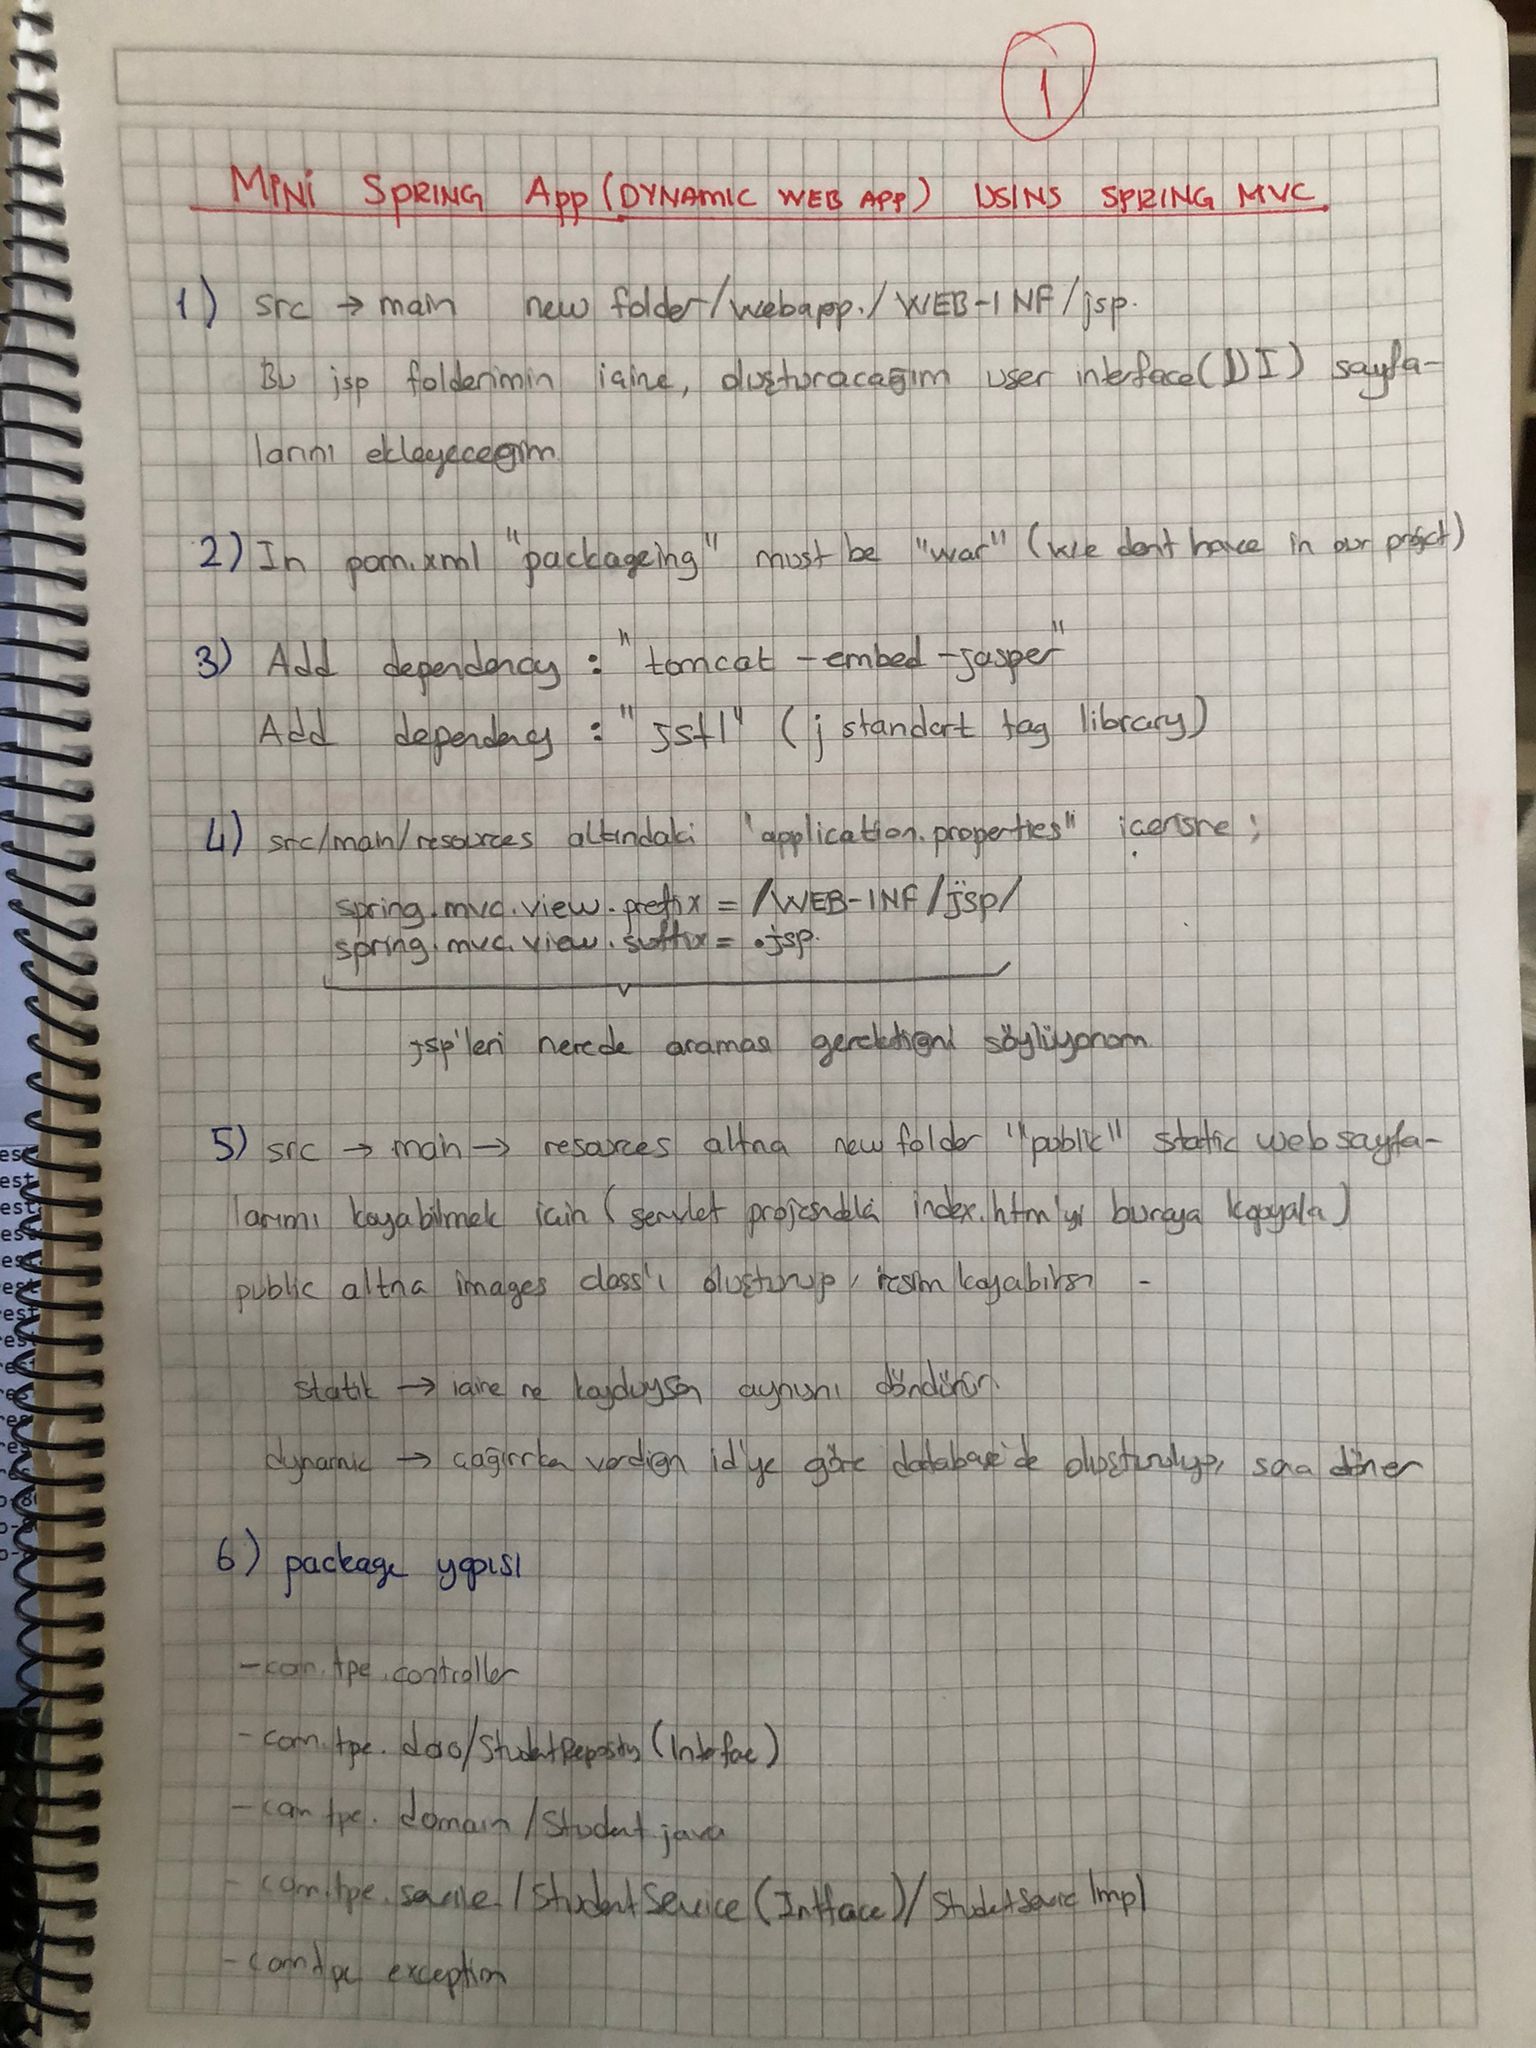 1
MINI SPRING App (DYNAMIC WEB APP) USINS SPRING MVC
1) src → main new folder/webapp./WEB-INF/jsp.
Bu jsp folderimin içine, oluşturacağım user interface(UI) sayfa-
larını ekleyeceğim
2) In pom.xml "packageing" must be "war" (we dont have in our project)
3) Add dependency : "tomcat-embed-jasper"
Add dependency : "jstl" (j standart tag library)
4) src/main/resources altındaki "application.properties" içerisine ;
spring.mvc.view.prefix = /WEB-INF/jsp/
spring.mvc.view.suffix = .jsp.
jsp'leri nerede araması gerektiğini söylüyorum
5) src → main → resources altına new folder "public" static web sayfa-
larımı koyabilmek için (servlet projesindeki index.htm'yi buraya kopyala)
public altına images class'ı oluşturup, resim koyabilirsin -
statik → içine ne koyduysan aynısını döndürür.
dynamic → çağırırken verdiğin id'ye göre database'de oluşturuluyo, sana döner
6) package yapısı
- com.tpe.controller
- com.tpe.dao/StudentRepository (Interface)
- com.tpe.domain/Student.java
- com.tpe.service/StudentService (Intface)/StudentServiceImpl
- com.tpe exception